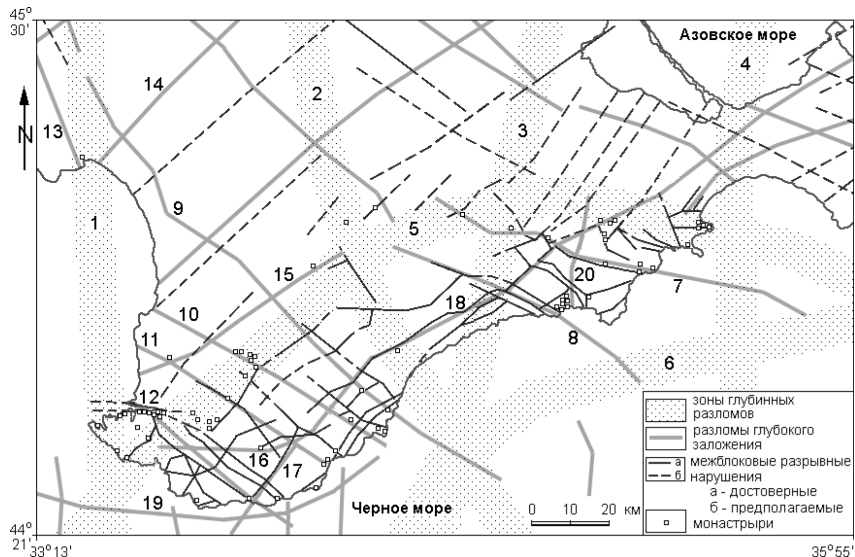 45°
30'
Азовское море
4
14
2
3
13
N
1
9
5
15
20
7
10
18
11
8
6
12
16
17
19
Черное море
0 10 20 км
зоны глубинных
разломов
разломы глубокого
заложения
а межблоковые разрывные
б нарушения
а - достоверные
б - предполагаемые
монастрыри
44°
21'
33°13'
35°55'